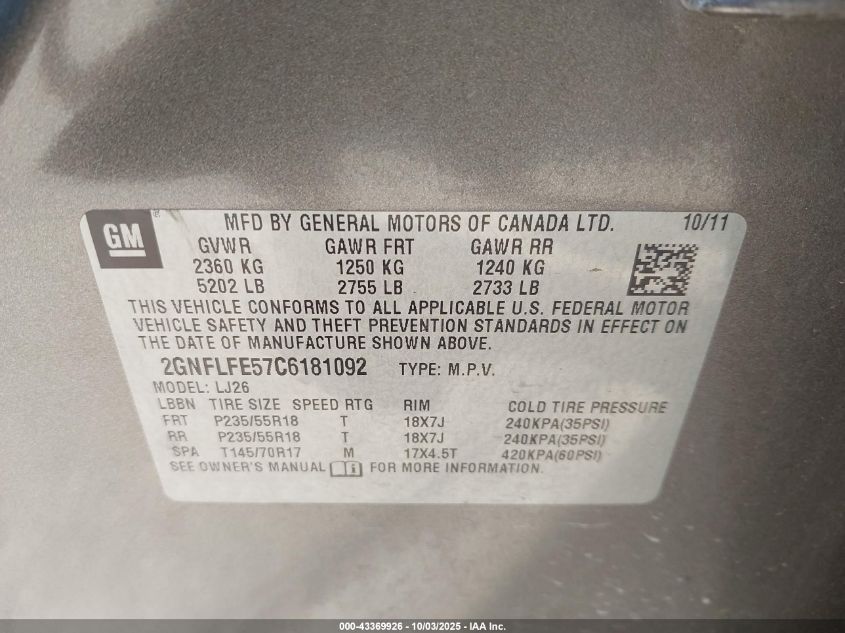 GM
MFD BY GENERAL MOTORS OF CANADA LTD. 10/11
GVWR GAWR FRT GAWR RR
2360 KG 1250 KG 1240 KG
5202 LB 2755 LB 2733 LB
THIS VEHICLE CONFORMS TO ALL APPLICABLE U.S. FEDERAL MOTOR
VEHICLE SAFETY AND THEFT PREVENTION STANDARDS IN EFFECT ON
THE DATE OF MANUFACTURE SHOWN ABOVE.
2GNFLFE57C6181092 TYPE: M.P.V.
MODEL: LJ26
LBBN TIRE SIZE SPEED RTG RIM COLD TIRE PRESSURE
FRT P235/55R18 T 18X7J 240KPA(35PSI)
RR P235/55R18 T 18X7J 240KPA(35PSI)
SPA T145/70R17 M 17X4.5T 420KPA(60PSI)
SEE OWNER'S MANUAL FOR MORE INFORMATION.
000-43369926 - 10/03/2025 - IAA Inc.